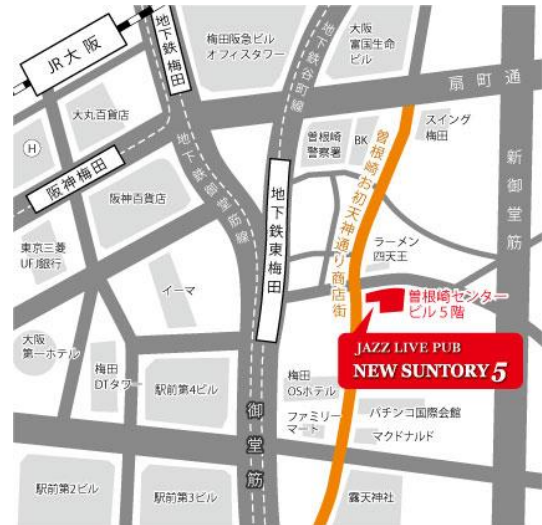 JR大阪
地下鉄梅田
梅田阪急ビル
オフィスタワー
地下鉄谷町線
大阪
富国生命
ビル
扇町通
大丸百貨店
H
阪神梅田
地下鉄御堂筋線
曽根崎
警察署
BK
スイング
梅田
曽根崎お初天神通り商店街
新御堂筋
阪神百貨店
地下鉄東梅田
東京三菱
UFJ銀行
イーマ
ラーメン
四天王
曽根崎センター
ビル5階
JAZZ LIVE PUB
NEW SUNTORY 5
大阪
第一ホテル
梅田
DTタワー
駅前第4ビル
御堂筋
梅田
OSホテル
ファミリー
マート
パチンコ国際会館
マクドナルド
駅前第2ビル
駅前第3ビル
露天神社